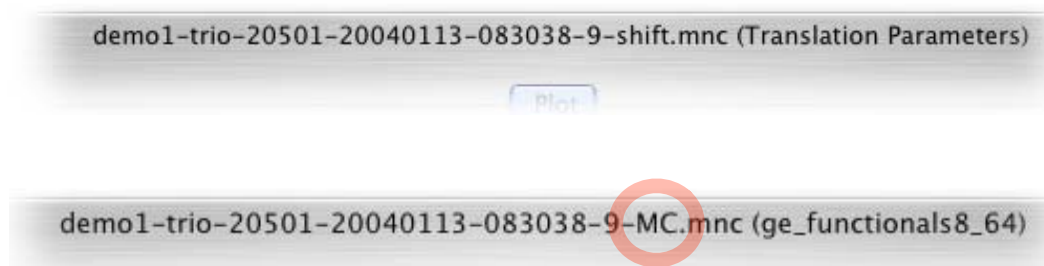 demo1-trio-20501-20040113-083038-9-shift.mnc (Translation Parameters)
Plot
demo1-trio-20501-20040113-083038-9-MC.mnc (ge_functionals8_64)